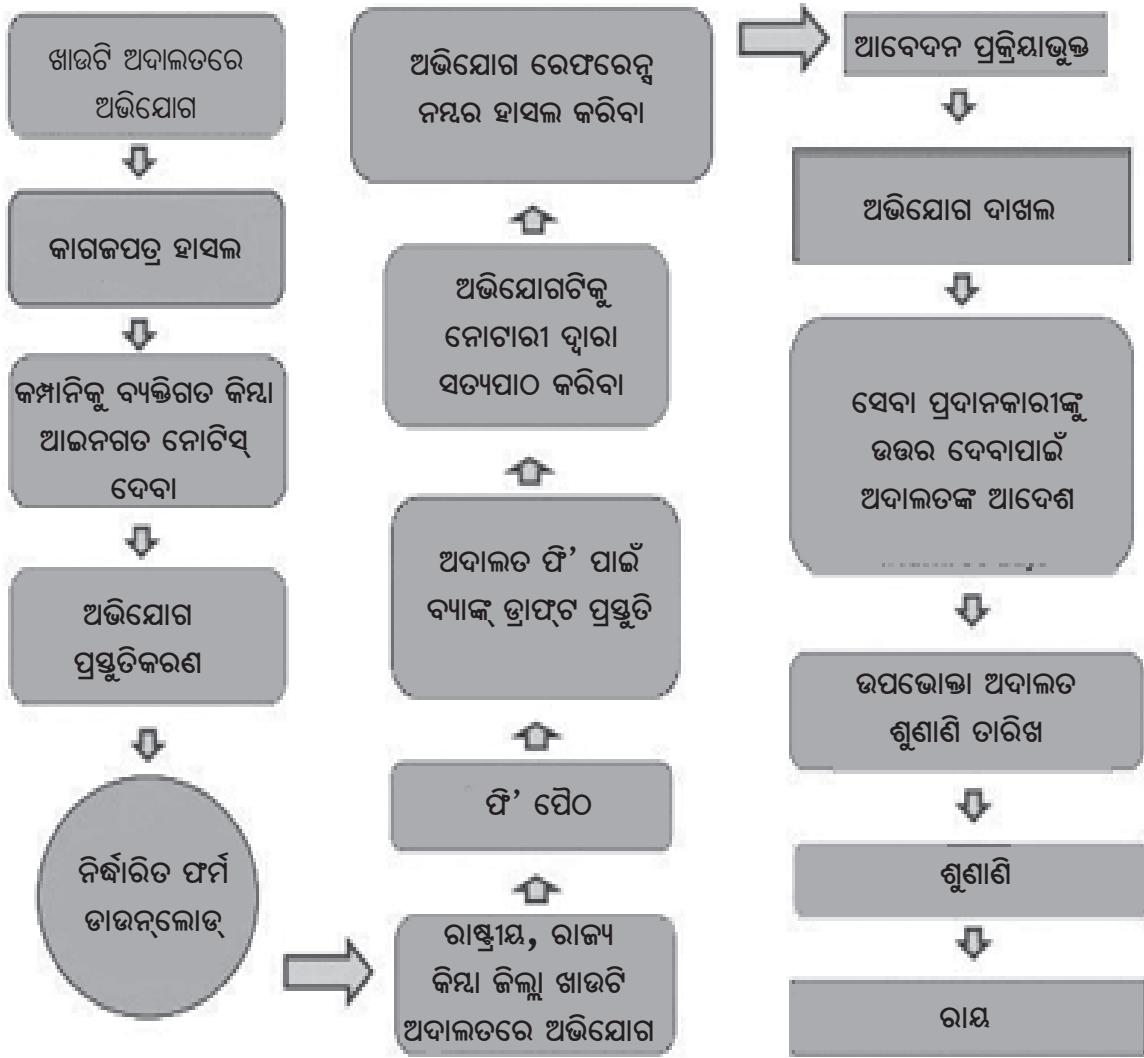 ଖାଉଟି ଅଦାଲତରେ
ଅଭିଯୋଗ
କାଗଜପତ୍ର ହାସଲ
କମ୍ପାନିକୁ ବ୍ୟକ୍ତିଗତ କିମ୍ବା
ଆଇନଗତ ନୋଟିସ୍
ଦେବା
ଅଭିଯୋଗ
ପ୍ରସ୍ତୁତିକରଣ
ନିର୍ଦ୍ଧାରିତ ଫର୍ମ
ଡାଉନ୍‌ଲୋଡ୍
ରାଷ୍ଟ୍ରୀୟ, ରାଜ୍ୟ
କିମ୍ବା ଜିଲ୍ଲା ଖାଉଟି
ଅଦାଲତରେ ଅଭିଯୋଗ
ଫି’ ପୈଠ
ଅଦାଲତ ଫି’ ପାଇଁ
ବ୍ୟାଙ୍କ୍ ଡ୍ରାଫ୍‌ଟ ପ୍ରସ୍ତୁତି
ଅଭିଯୋଗଟିକୁ
ନୋଟାରୀ ଦ୍ୱାରା
ସତ୍ୟପାଠ କରିବା
ଅଭିଯୋଗ ରେଫରେନ୍ସ
ନମ୍ବର ହାସଲ କରିବା
ଆବେଦନ ପ୍ରକ୍ରିୟାଭୁକ୍ତ
ଅଭିଯୋଗ ଦାଖଲ
ସେବା ପ୍ରଦାନକାରୀଙ୍କୁ
ଉତ୍ତର ଦେବାପାଇଁ
ଅଦାଲତଙ୍କ ଆଦେଶ
ଉପଭୋକ୍ତା ଅଦାଲତ
ଶୁଣାଣି ତାରିଖ
ଶୁଣାଣି
ରାୟ